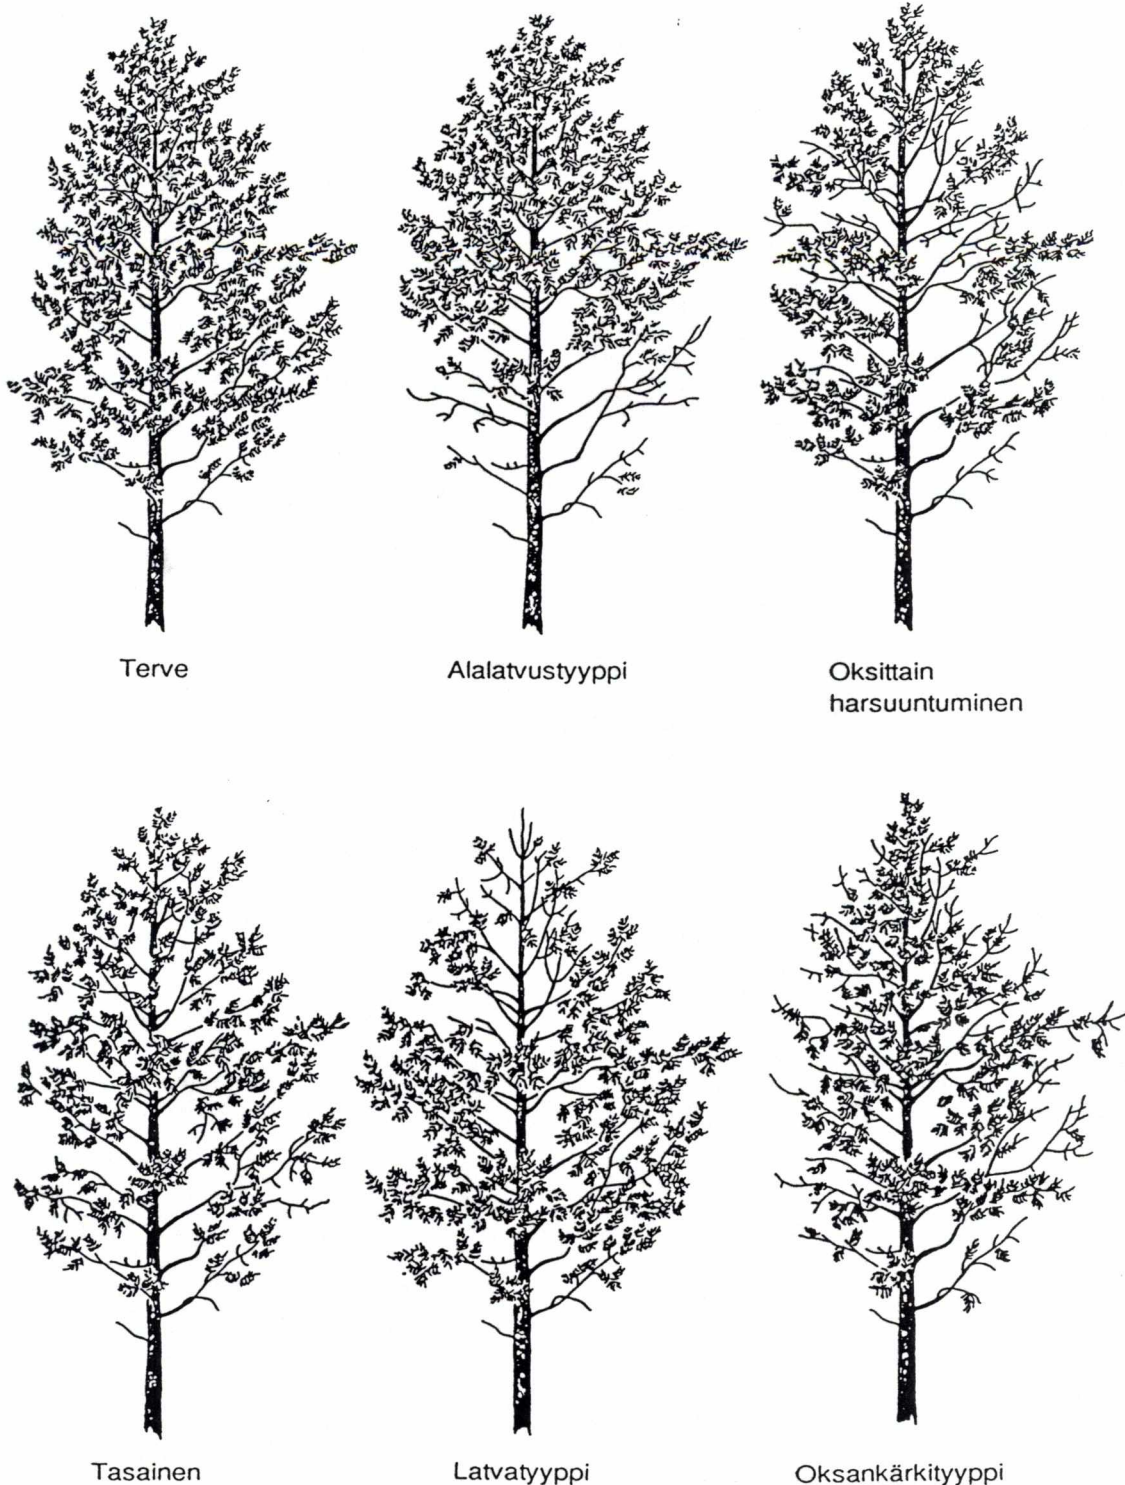 Terve
Alalatvustyyppi
Oksittain
harsuuntuminen
Tasainen
Latvatyyppi
Oksankärkityyppi